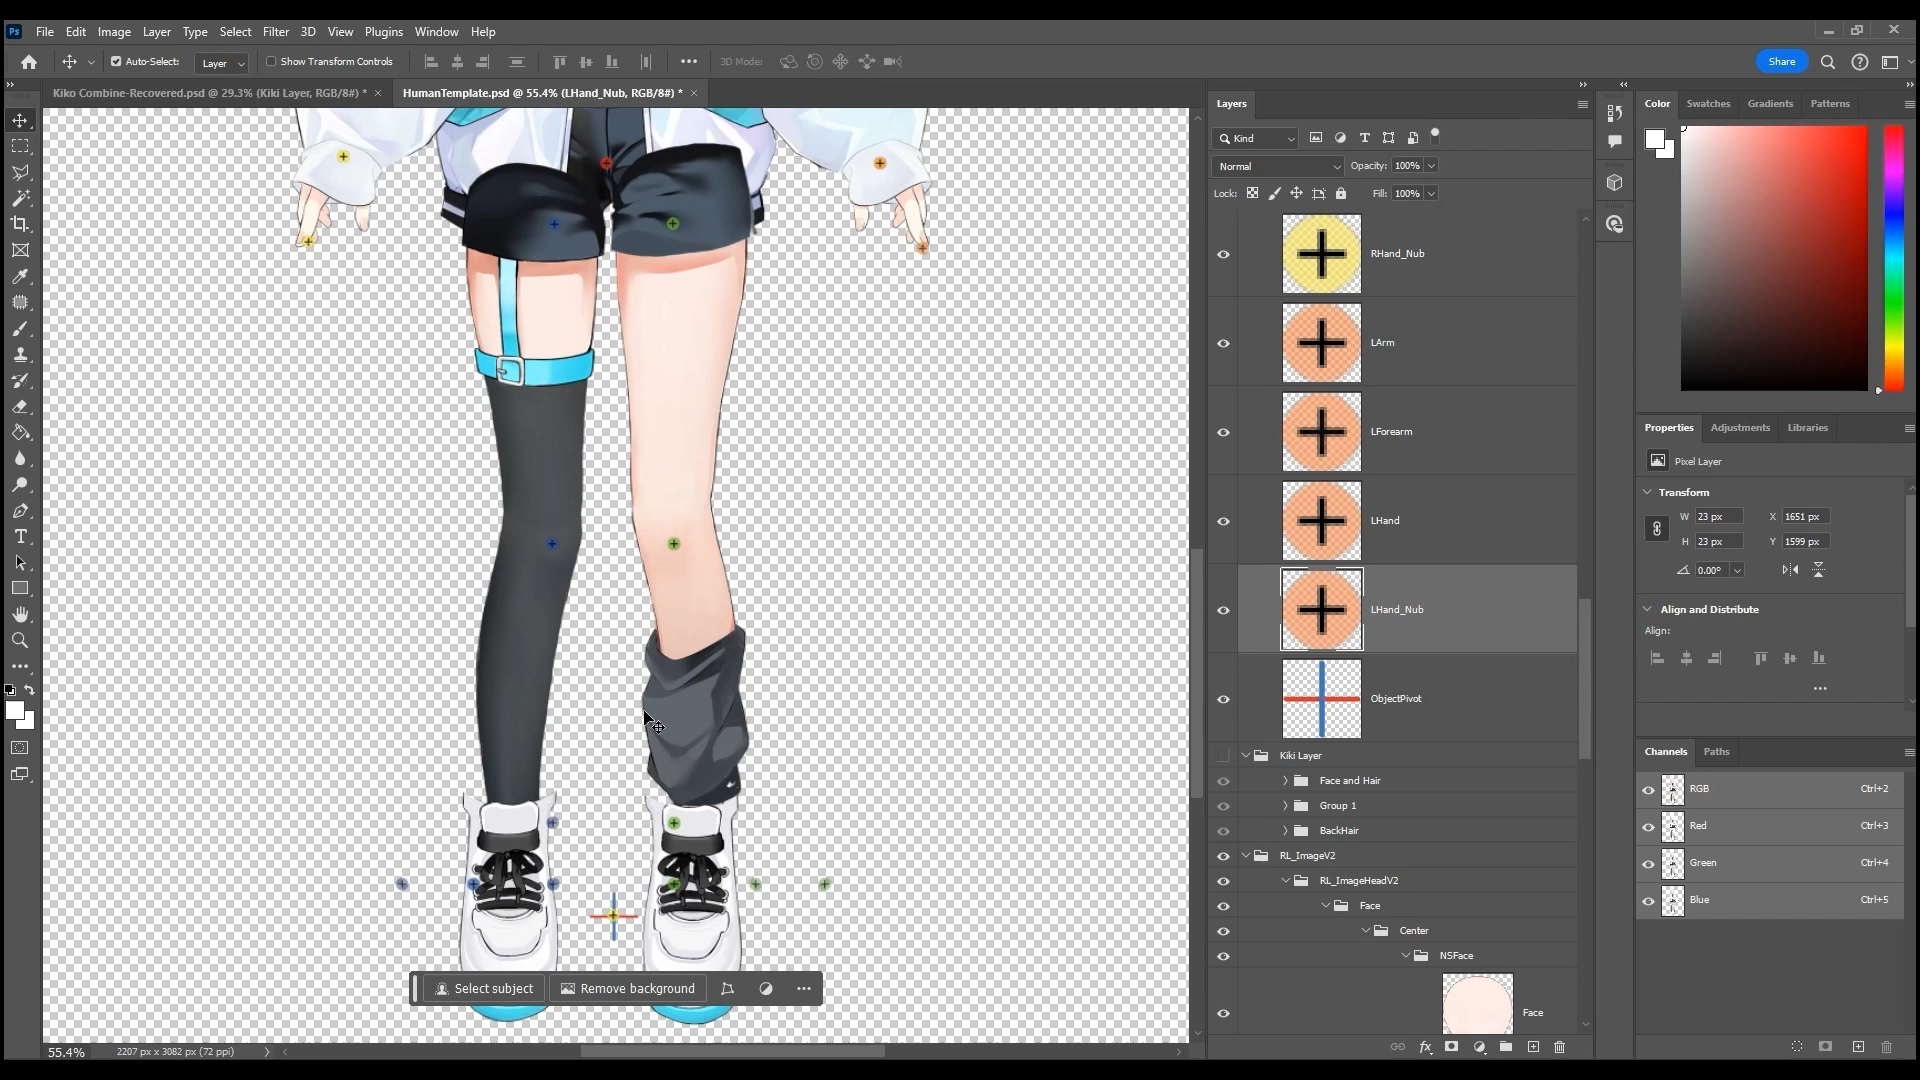 Ps File Edit Image Layer Type Select Filter 3D View Plugins Window Help
Auto-Select: Layer Show Transform Controls 3D Mode: Share
Kiko Combine-Recovered.psd @ 29.3% (Kiki Layer, RGB/8#) * × HumanTemplate.psd @ 55.4% (LHand_Nub, RGB/8#) * ×
Layers
Kind
Normal Opacity: 100%
Lock: Fill: 100%
RHand_Nub
LArm
LForearm
LHand
LHand_Nub
ObjectPivot
Kiki Layer
Face and Hair
Group 1
BackHair
RL_ImageV2
RL_ImageHeadV2
Face
Center
NSFace
Face
Color Swatches Gradients Patterns
Properties Adjustments Libraries
Pixel Layer
Transform
W 23 px X 1651 px
H 23 px Y 1599 px
0.00°
Align and Distribute
Align:
Channels Paths
RGB Ctrl+2
Red Ctrl+3
Green Ctrl+4
Blue Ctrl+5
Select subject Remove background
55.4% 2207 px x 3082 px (72 ppi)
fx